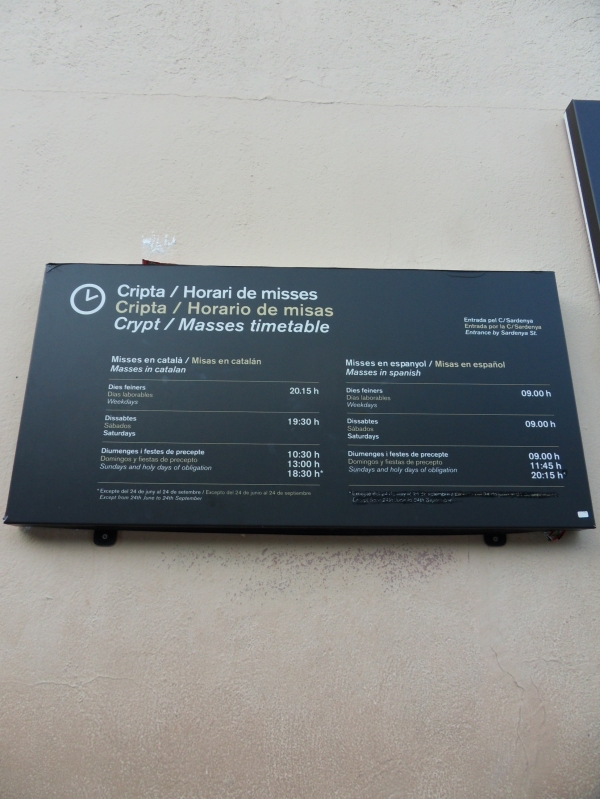 Cripta / Horari de misses
Cripta / Horario de misas
Crypt / Masses timetable
Entrada pel C/Sardenya
Entrada por la C/Sardenya
Entrance by Sardenya St.
Misses en català / Misas en catalán
Masses in catalan
Dies feiners
Dias laborables
Weekdays
20.15 h
Dissabtes
Sábados
Saturdays
19:30 h
Diumenges i festes de precepte
Domingos y fiestas de precepto
Sundays and holy days of obligation
10:30 h
13:00 h
18:30 h*
*Excepte del 24 de juny al 24 de setembre / Excepto del 24 de junio al 24 de septiembre
Except from 24th June to 24th September
Misses en espanyol / Misas en español
Masses in spanish
Dies feiners
Dias laborables
Weekdays
09.00 h
Dissabtes
Sábados
Saturdays
09.00 h
Diumenges i festes de precepte
Domingos y fiestas de precepto
Sundays and holy days of obligation
09.00 h
11:45 h
20:15 h*